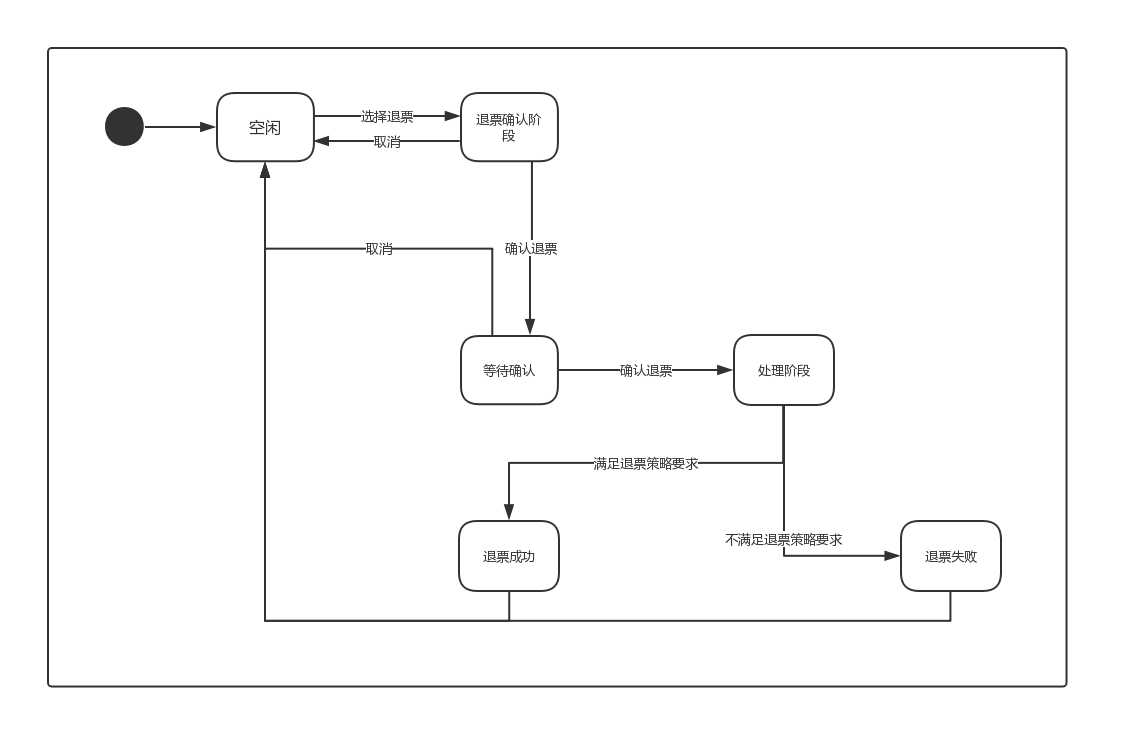 空闲
选择退票
退票确认阶
段
取消
取消
确认退票
等待确认
确认退票
处理阶段
满足退票策略要求
不满足退票策略要求
退票成功
退票失败